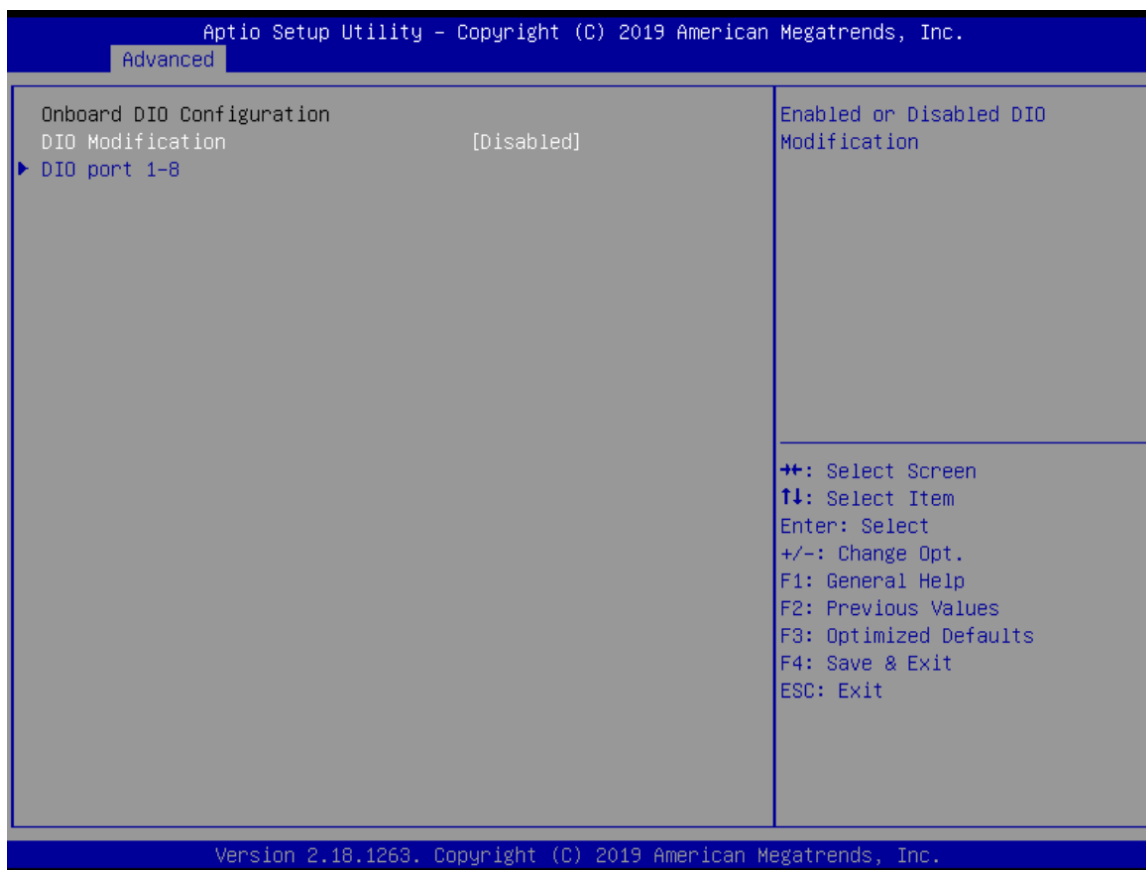 Aptio Setup Utility – Copyright (C) 2019 American Megatrends, Inc.
Advanced
Onboard DIO Configuration
DIO Modification [Disabled]
▶ DIO port 1-8
Enabled or Disabled DIO
Modification
→←: Select Screen
↑↓: Select Item
Enter: Select
+/-: Change Opt.
F1: General Help
F2: Previous Values
F3: Optimized Defaults
F4: Save & Exit
ESC: Exit
Version 2.18.1263. Copyright (C) 2019 American Megatrends, Inc.